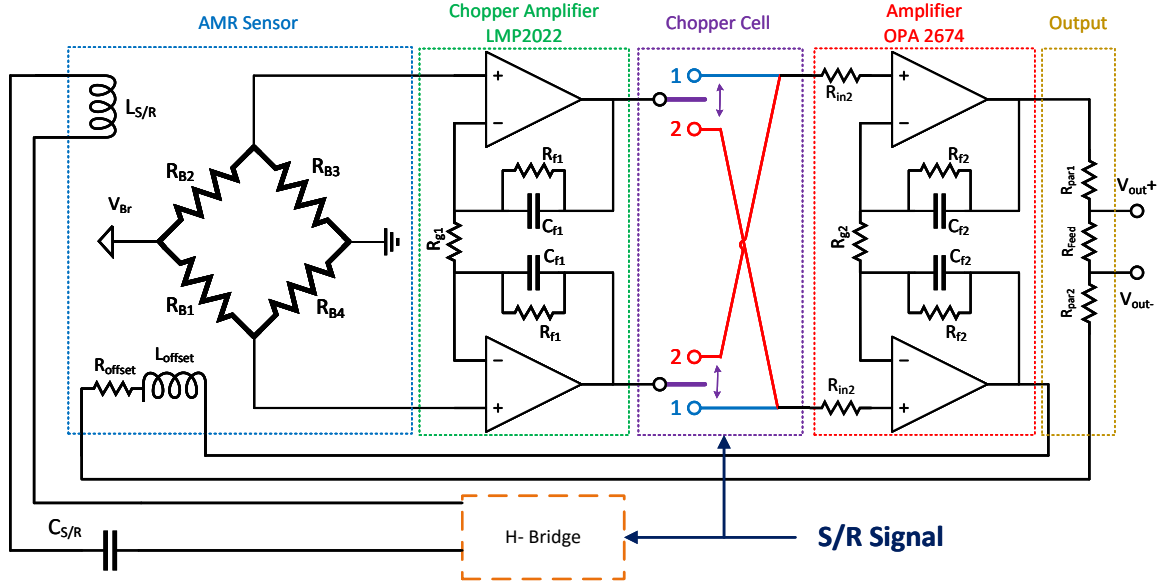 AMR Sensor
Chopper Amplifier
LMP2022
Chopper Cell
Amplifier
OPA 2674
Output
LS/R
RB2
RB3
VBr
RB1
RB4
Roffset
Loffset
+
−
Rf1
Cf1
Rg1
Cf1
Rf1
−
+
1
2
2
1
Rin2
+
−
Rf2
Cf2
Rg2
Cf2
Rf2
−
Rin2
+
Rpar1
Vout+
RFeed
Rpar2
Vout-
CS/R
H- Bridge
S/R Signal